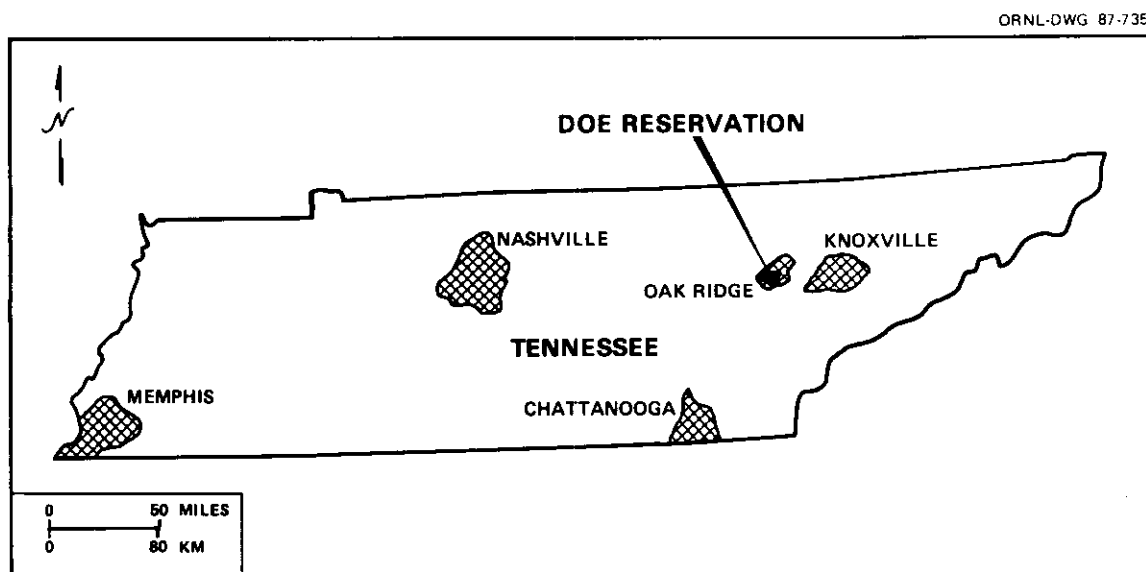 ORNL-DWG 87-735
N
DOE RESERVATION
NASHVILLE
KNOXVILLE
OAK RIDGE
TENNESSEE
MEMPHIS
CHATTANOOGA
0 50 MILES
0 80 KM